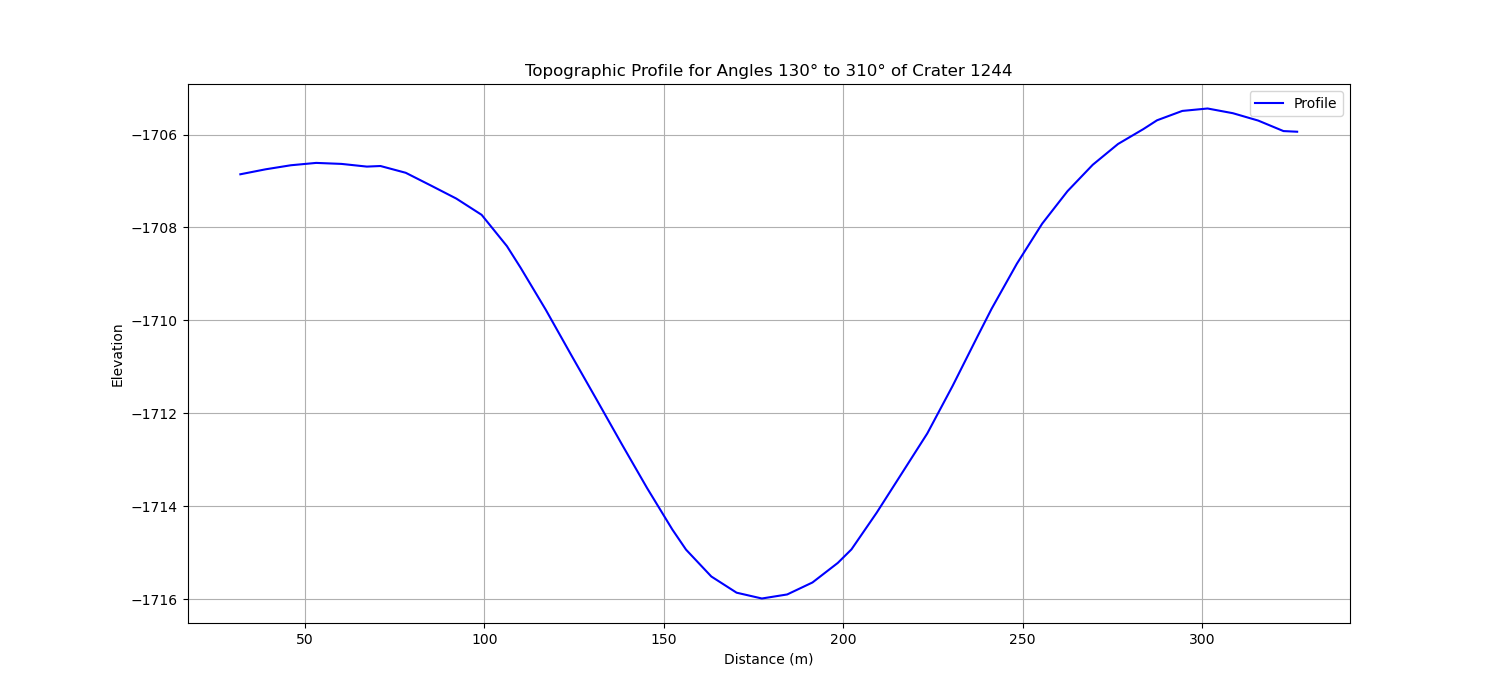 Topographic Profile for Angles 130° to 310° of Crater 1244
Profile
−1706
−1708
−1710
−1712
−1714
−1716
Elevation
50 100 150 200 250 300
Distance (m)